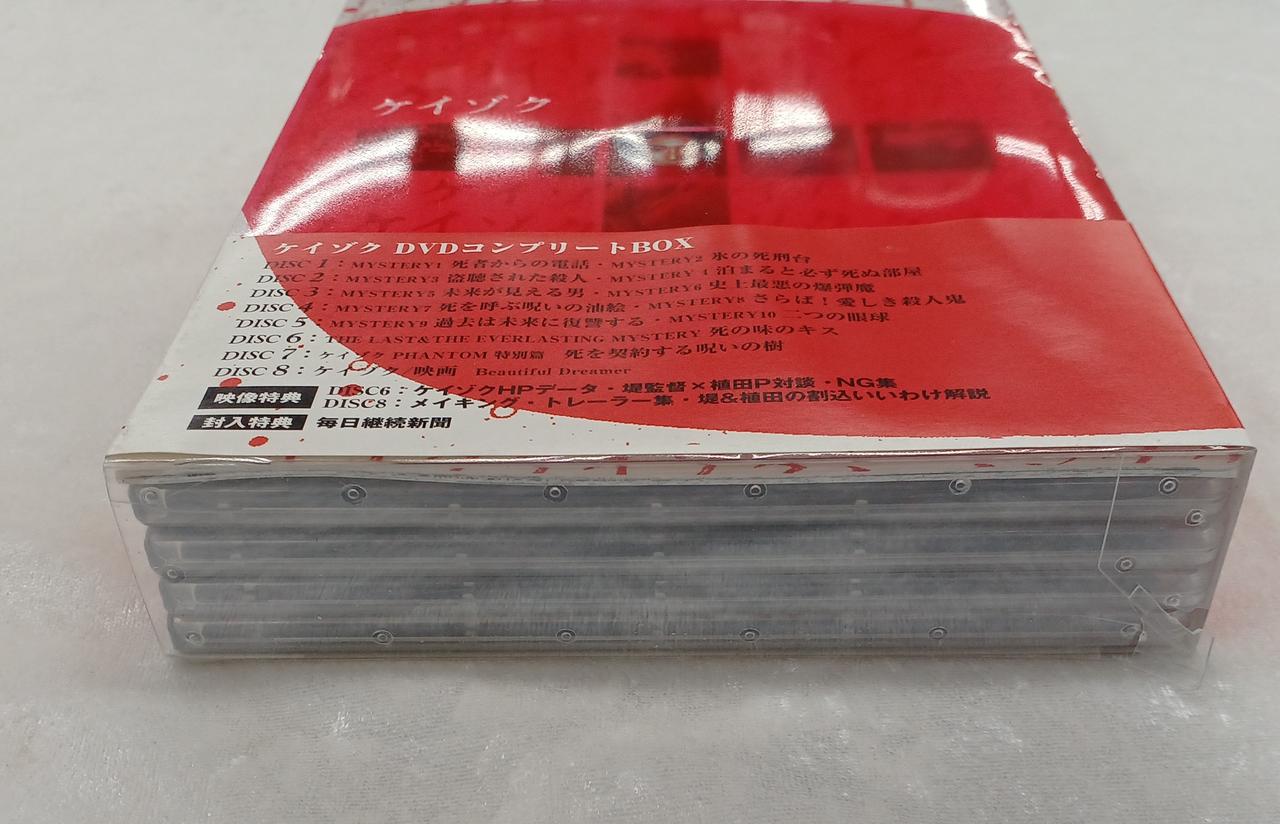 ケイゾク
ケイゾク DVDコンプリートBOX
DISC 1：MYSTERY1 死者からの電話・MYSTERY2 氷の死刑台
DISC 2：MYSTERY3 盗聴された殺人・MYSTERY 4 泊まると必ず死ぬ部屋
DISC 3：MYSTERY5 未来が見える男・MYSTERY6 史上最悪の爆弾魔
DISC 4：MYSTERY7 死を呼ぶ呪いの油絵・MYSTERY8 さらば！愛しき殺人鬼
DISC 5：MYSTERY9 過去は未来に復讐する・MYSTERY10 二つの眼球
DISC 6：THE LAST&THE EVERLASTING MYSTERY 死の味のキス
DISC 7：ケイゾク PHANTOM 特別篇 死を契約する呪いの樹
DISC 8：ケイゾク/映画 Beautiful Dreamer
映像特典 DISC6：ケイゾクHPデータ・堤監督×植田P対談・NG集
DISC8：メイキング・トレーラー集・堤&植田の割込いいわけ解説
封入特典 毎日継続新聞